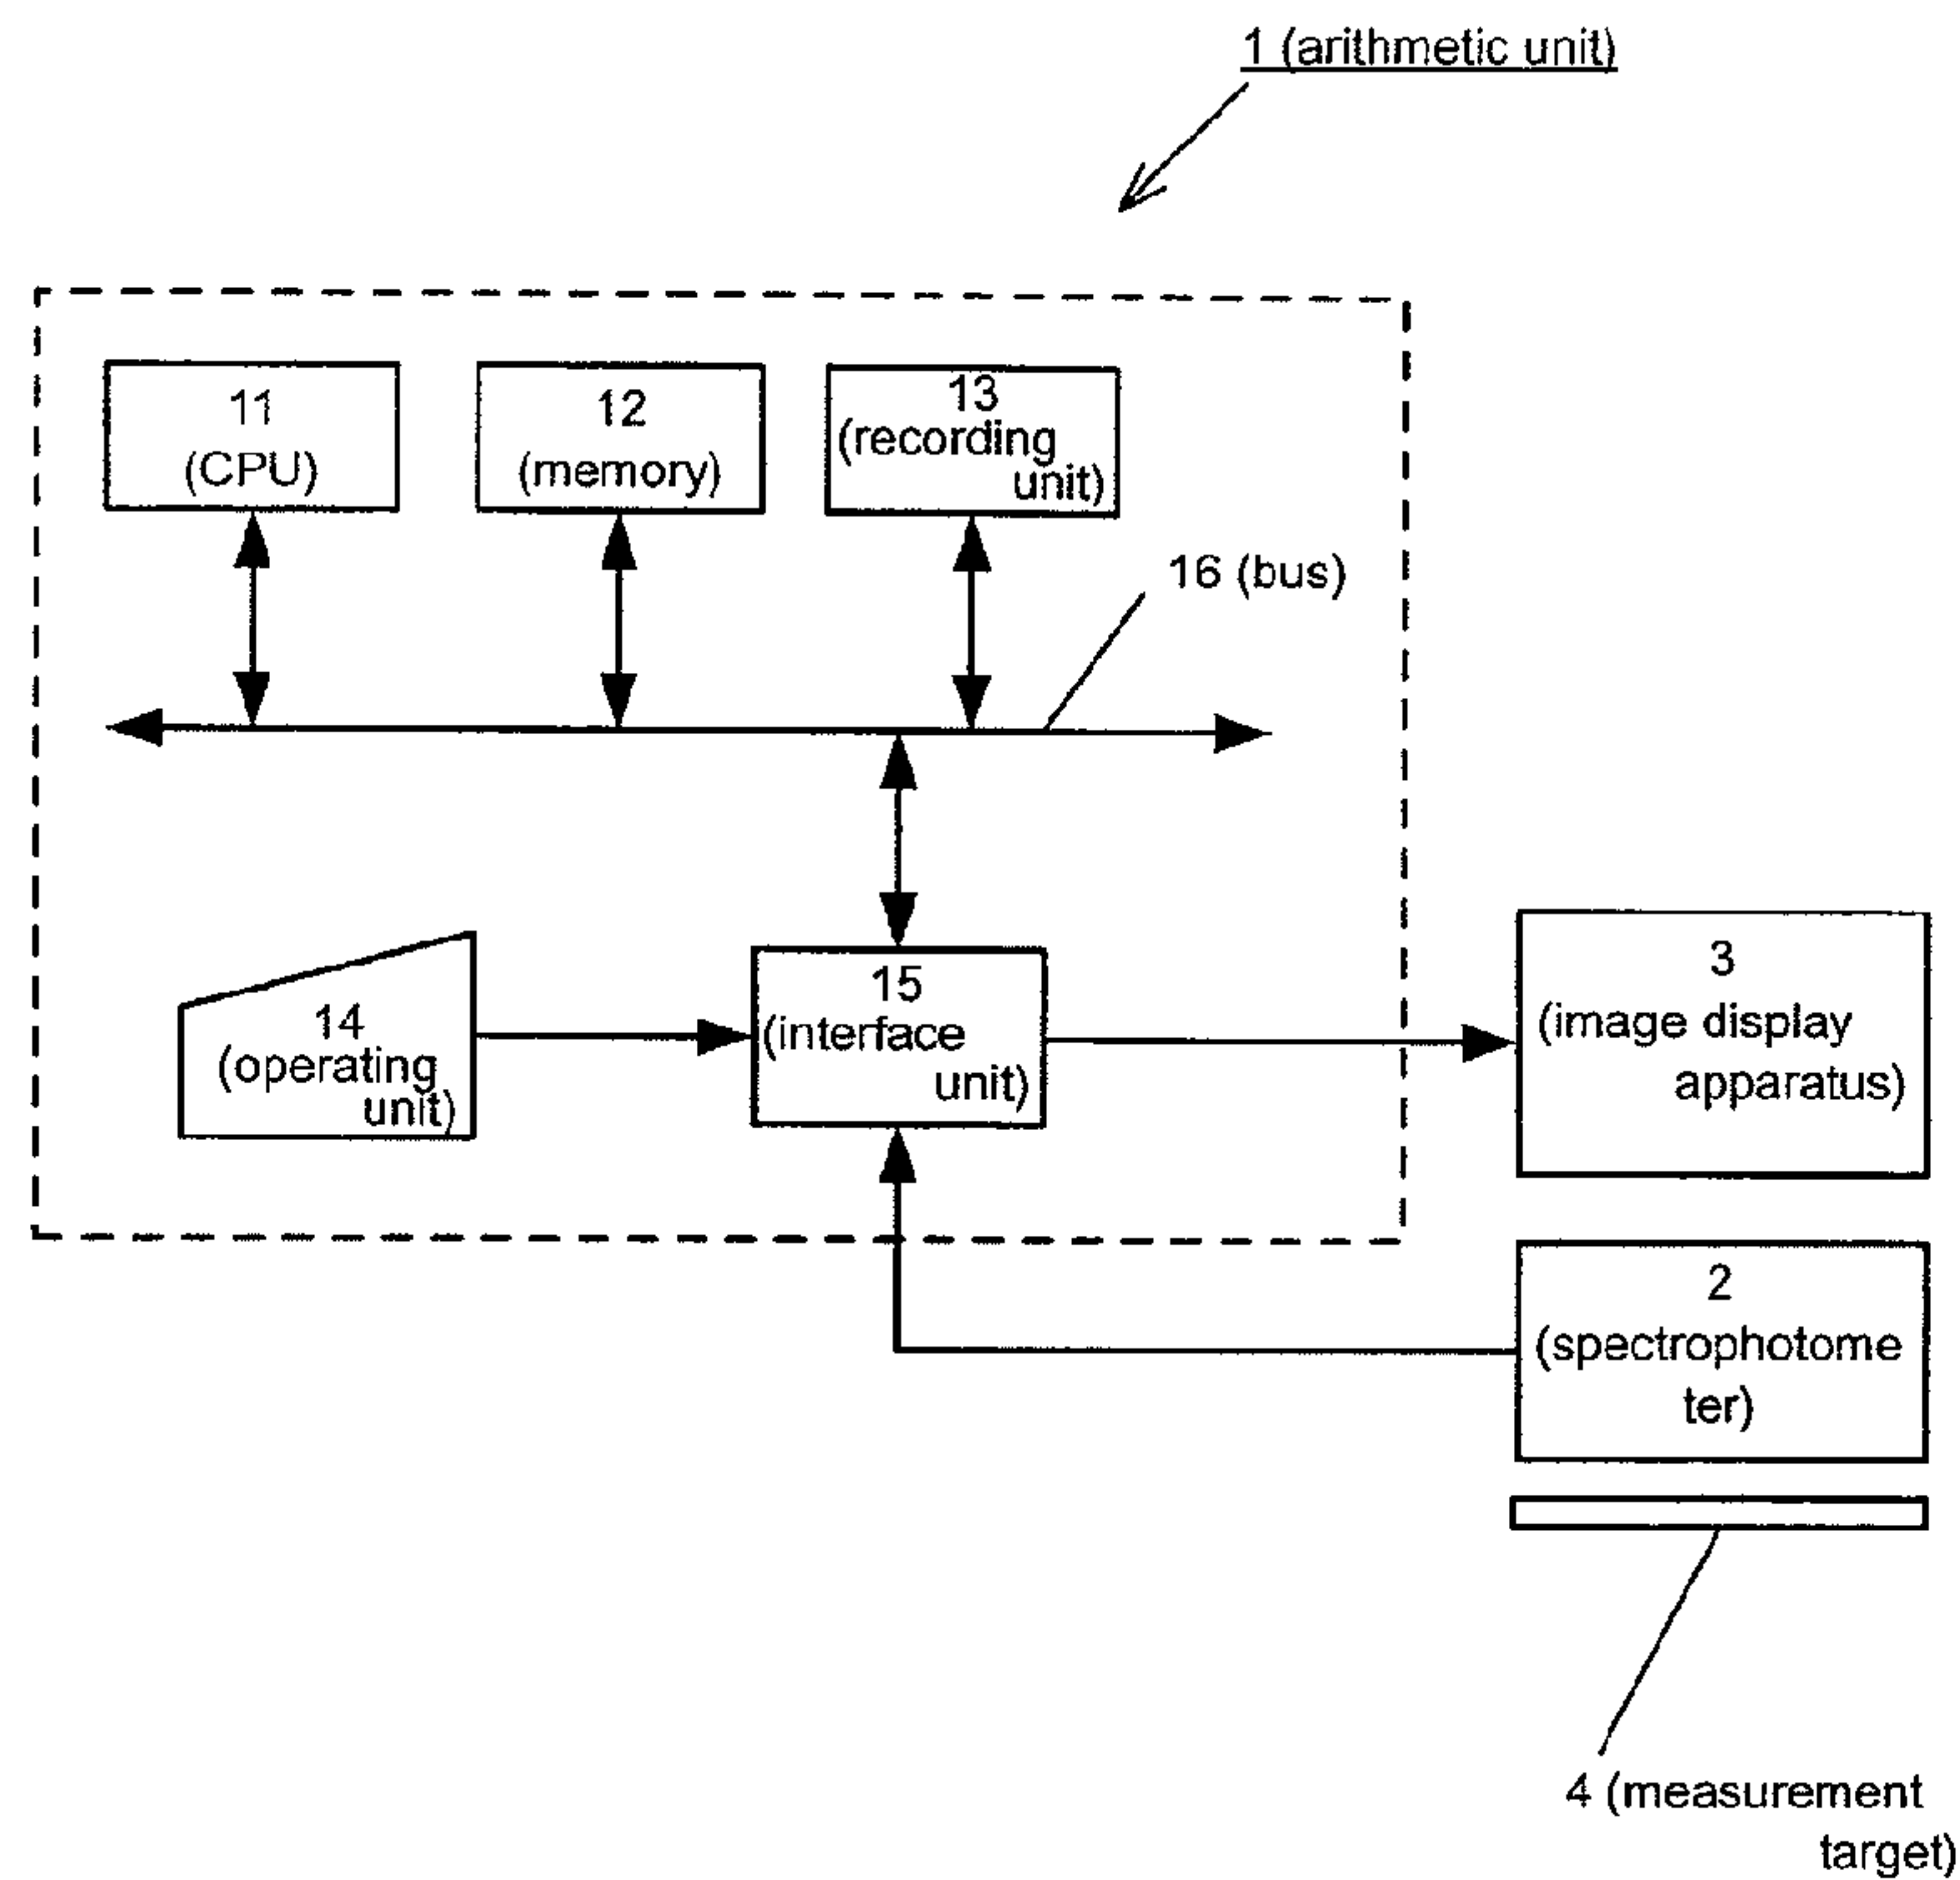 1 (arithmetic unit)
11
(CPU)
12
(memory)
13
(recording
unit)
16 (bus)
14
(operating
unit)
15
(interface
unit)
3
(image display
apparatus)
2
(spectrophotome
ter)
4 (measurement
target)